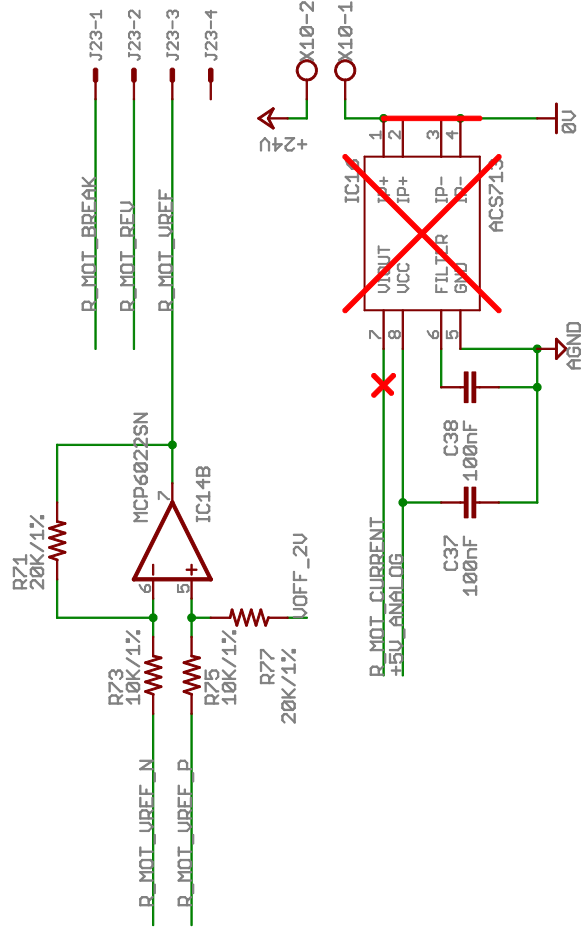 J23-1
J23-2
J23-3
J23-4
X10-2
X10-1
+24V
0V
R_MOT_BREAK
R_MOT_REV
R_MOT_VREF
1
2
3
4
IP+
IP+
IP-
IP-
ACS713
VIOUT
VCC
FILTER
GND
7
8
6
5
AGND
C38
100nF
C37
100nF
R_MOT_CURRENT
+5V_ANALOG
MCP6022SN
IC14B
7
6
5
R71
20K/1%
R73
10K/1%
R75
10K/1%
R77
20K/1%
VOFF_2V
R_MOT_VREF_N
R_MOT_VREF_P